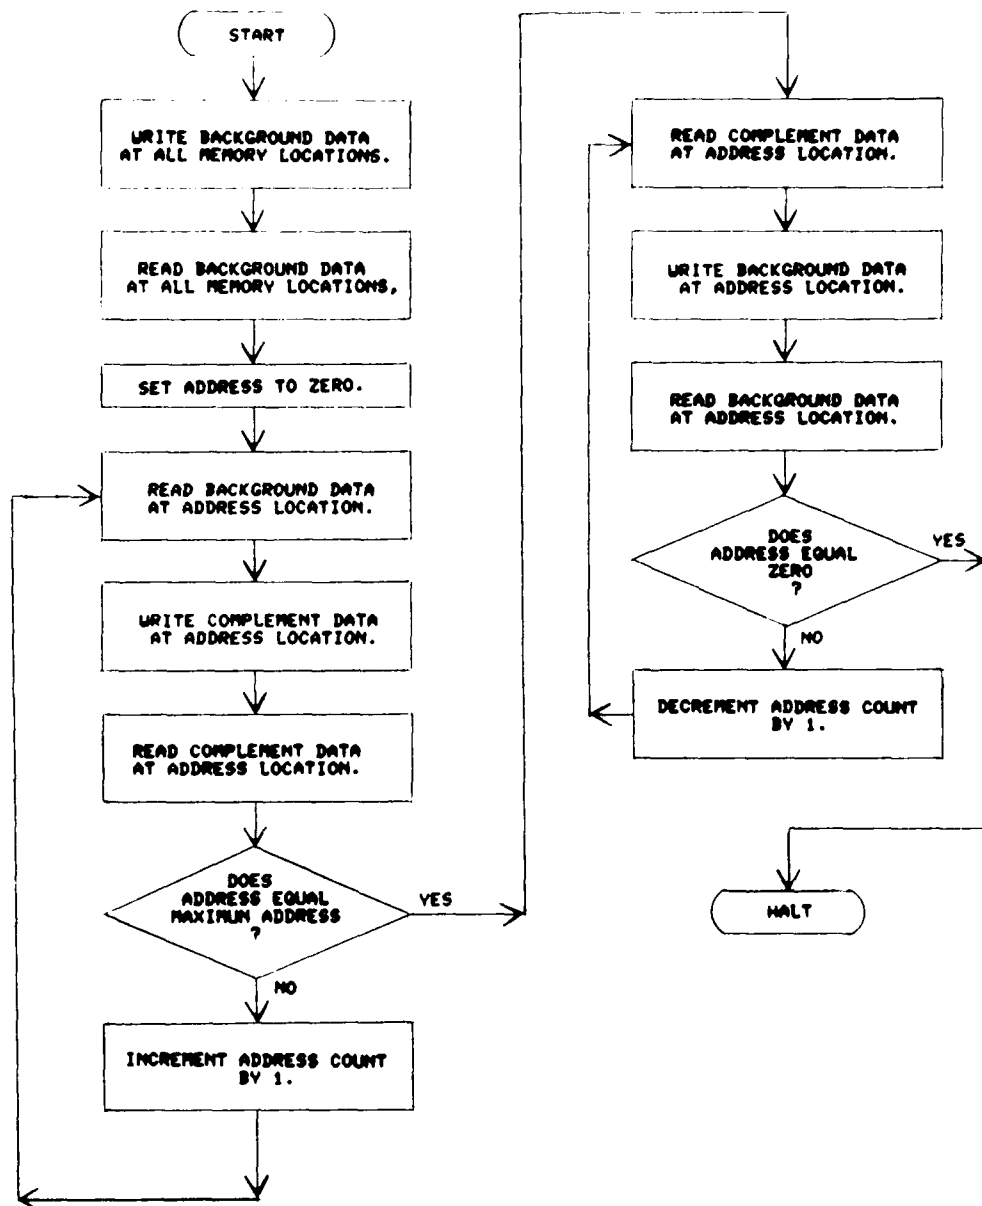 START
WRITE BACKGROUND DATA
AT ALL MEMORY LOCATIONS.
READ BACKGROUND DATA
AT ALL MEMORY LOCATIONS,
SET ADDRESS TO ZERO.
READ BACKGROUND DATA
AT ADDRESS LOCATION.
WRITE COMPLEMENT DATA
AT ADDRESS LOCATION.
READ COMPLEMENT DATA
AT ADDRESS LOCATION.
DOES
ADDRESS EQUAL
MAXIMUM ADDRESS
?
YES
NO
INCREMENT ADDRESS COUNT
BY 1.
READ COMPLEMENT DATA
AT ADDRESS LOCATION.
WRITE BACKGROUND DATA
AT ADDRESS LOCATION.
READ BACKGROUND DATA
AT ADDRESS LOCATION.
DOES
ADDRESS EQUAL
ZERO
?
YES
NO
DECREMENT ADDRESS COUNT
BY 1.
HALT